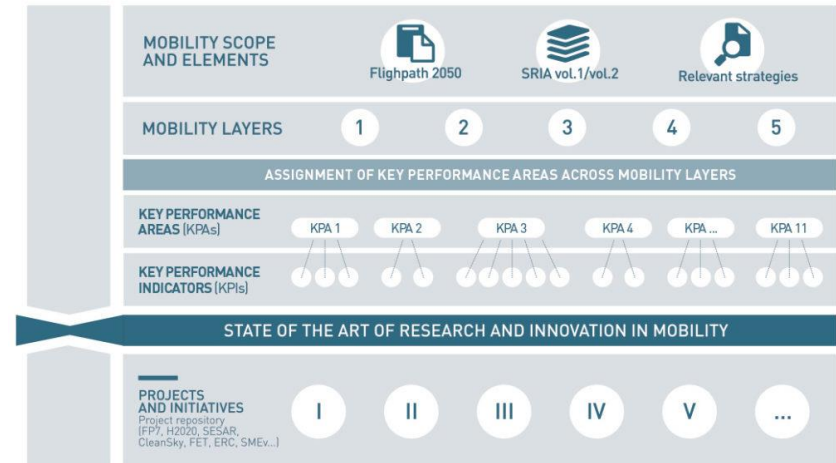 MOBILITY SCOPE
AND ELEMENTS
Flighpath 2050
SRIA vol.1/vol.2
Relevant strategies
MOBILITY LAYERS
1 2 3 4 5
ASSIGNMENT OF KEY PERFORMANCE AREAS ACROSS MOBILITY LAYERS
KEY PERFORMANCE
AREAS (KPAs)
KPA 1 KPA 2 KPA 3 KPA 4 KPA ... KPA 11
KEY PERFORMANCE
INDICATORS (KPIs)
STATE OF THE ART OF RESEARCH AND INNOVATION IN MOBILITY
PROJECTS
AND INITIATIVES
Project repository
(FP7, H2020, SESAR,
CleanSky, FET, ERC, SMEv...)
I II III IV V ...